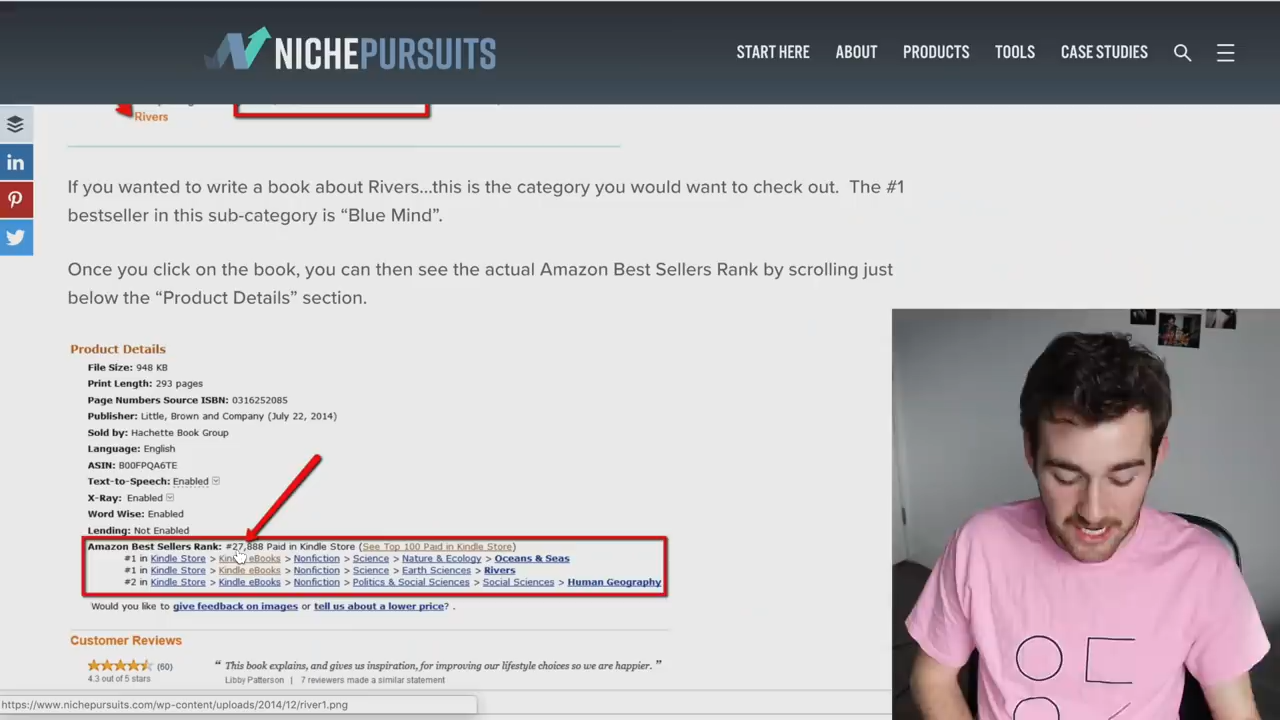 NICHEPURSUITS
START HERE
ABOUT
PRODUCTS
TOOLS
CASE STUDIES
Rivers
in
If you wanted to write a book about Rivers…this is the category you would want to check out. The #1
bestseller in this sub-category is “Blue Mind”.
Once you click on the book, you can then see the actual Amazon Best Sellers Rank by scrolling just
below the “Product Details” section.
Product Details
File Size: 948 KB
Print Length: 293 pages
Page Numbers Source ISBN: 0316252085
Publisher: Little, Brown and Company (July 22, 2014)
Sold by: Hachette Book Group
Language: English
ASIN: B00FPQA6TE
Text-to-Speech: Enabled
X-Ray: Enabled
Word Wise: Enabled
Lending: Not Enabled
Amazon Best Sellers Rank: #27,888 Paid in Kindle Store (See Top 100 Paid in Kindle Store)
#1 in Kindle Store > Kindle eBooks > Nonfiction > Science > Nature & Ecology > Oceans & Seas
#1 in Kindle Store > Kindle eBooks > Nonfiction > Science > Earth Sciences > Rivers
#2 in Kindle Store > Kindle eBooks > Nonfiction > Politics & Social Sciences > Social Sciences > Human Geography
Would you like to give feedback on images or tell us about a lower price? .
Customer Reviews
(60)
4.3 out of 5 stars
“ This book explains, and gives us inspiration, for improving our lifestyle choices so we are happier. ”
Libby Patterson | 7 reviewers made a similar statement
https://www.nichepursuits.com/wp-content/uploads/2014/12/river1.png